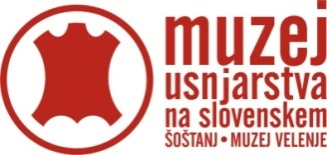 muzej
usnjarstva
na slovenskem
ŠOŠTANJ • MUZEJ VELENJE